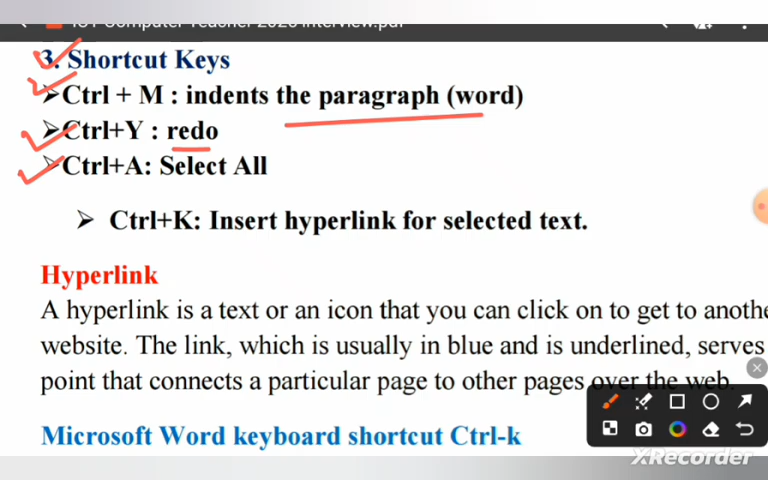 3. Shortcut Keys
➢Ctrl + M : indents the paragraph (word)
➢Ctrl+Y : redo
➢Ctrl+A: Select All
➢ Ctrl+K: Insert hyperlink for selected text.
Hyperlink
A hyperlink is a text or an icon that you can click on to get to anothe
website. The link, which is usually in blue and is underlined, serves
point that connects a particular page to other pages over the web.
Microsoft Word keyboard shortcut Ctrl-k
XRecorder